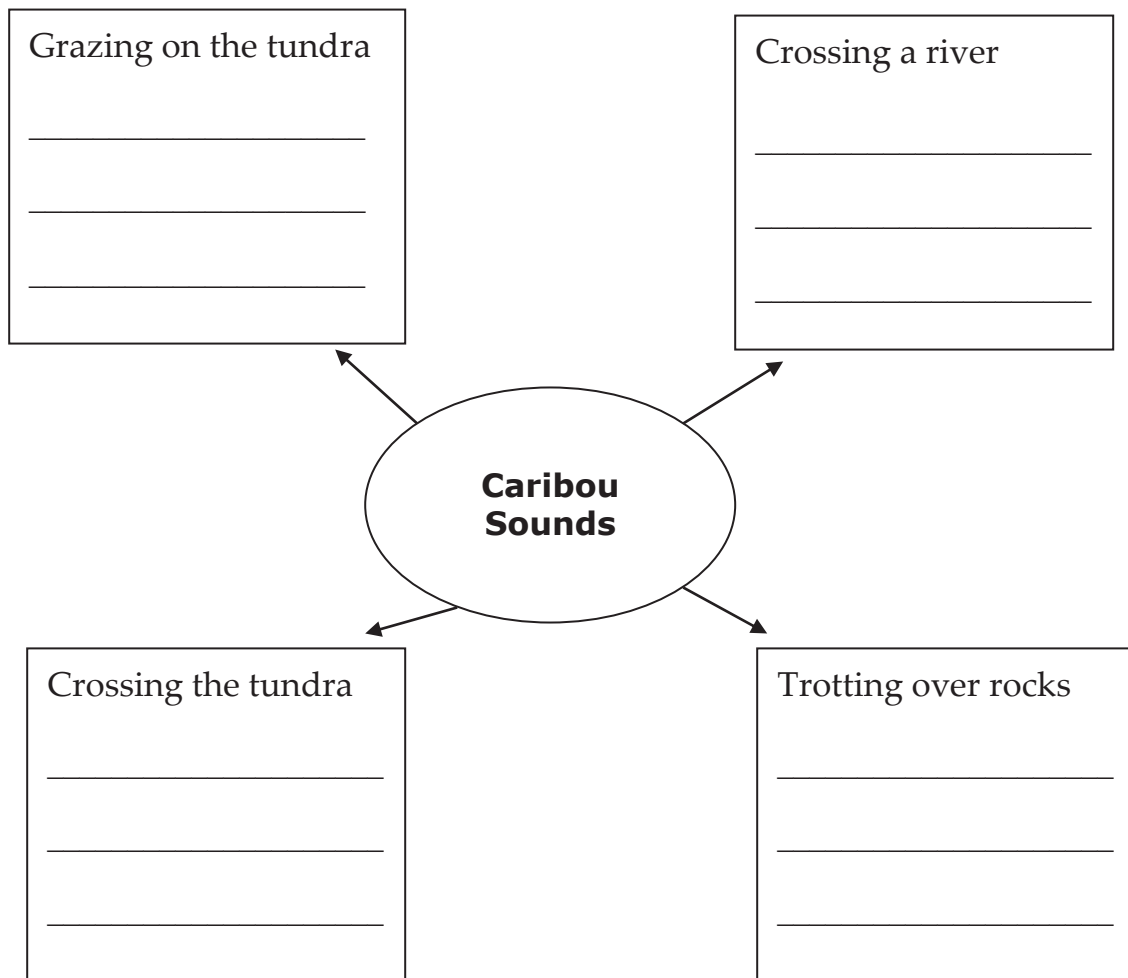 Grazing on the tundra
Crossing a river
Caribou
Sounds
Crossing the tundra
Trotting over rocks